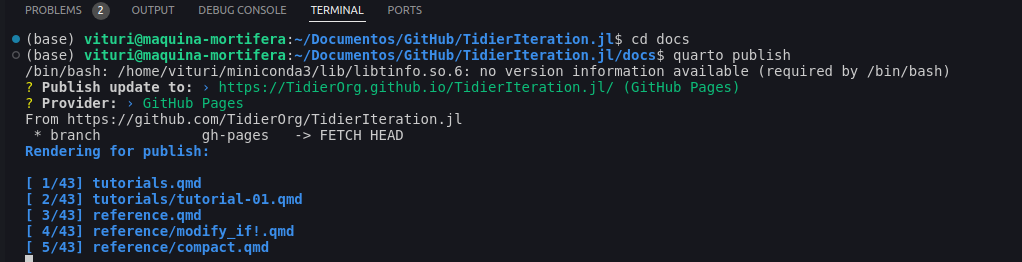 PROBLEMS 2 OUTPUT DEBUG CONSOLE TERMINAL PORTS
(base) vituri@maquina-mortifera:~/Documentos/GitHub/TidierIteration.jl$ cd docs
(base) vituri@maquina-mortifera:~/Documentos/GitHub/TidierIteration.jl/docs$ quarto publish
/bin/bash: /home/vituri/miniconda3/lib/libtinfo.so.6: no version information available (required by /bin/bash)
? Publish update to: › https://TidierOrg.github.io/TidierIteration.jl/ (GitHub Pages)
? Provider: › GitHub Pages
From https://github.com/TidierOrg/TidierIteration.jl
 * branch            gh-pages   -> FETCH HEAD
Rendering for publish:
[ 1/43] tutorials.qmd
[ 2/43] tutorials/tutorial-01.qmd
[ 3/43] reference.qmd
[ 4/43] reference/modify_if!.qmd
[ 5/43] reference/compact.qmd